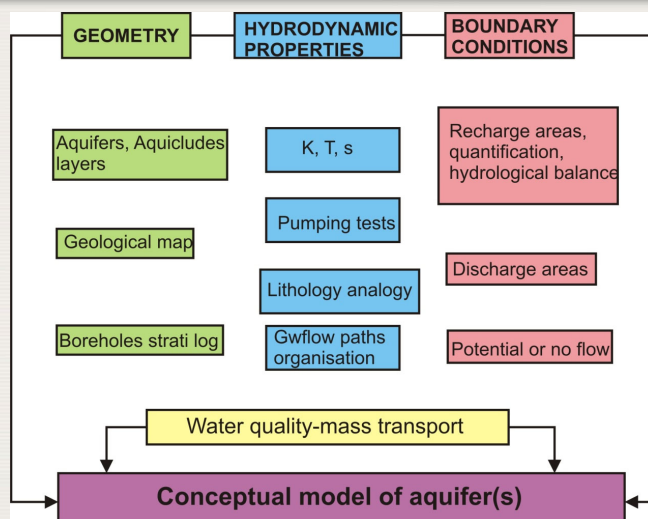 GEOMETRY
HYDRODYNAMIC
PROPERTIES
BOUNDARY
CONDITIONS
Aquifers, Aquicludes
layers
K, T, s
Recharge areas,
quantification,
hydrological balance
Geological map
Pumping tests
Discharge areas
Lithology analogy
Boreholes strati log
Gwflow paths
organisation
Potential or no flow
Water quality-mass transport
Conceptual model of aquifer(s)